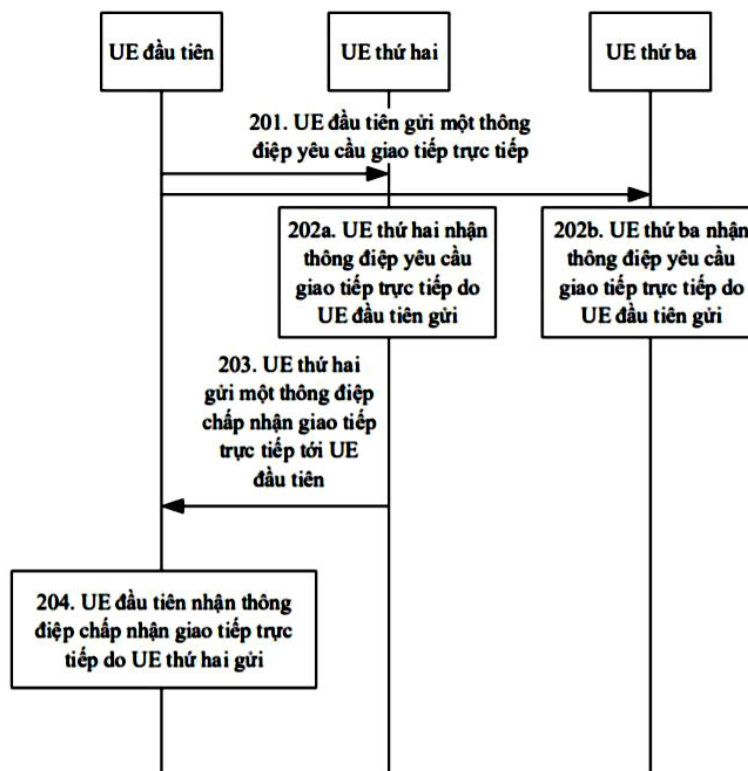 UE đầu tiên
UE thứ hai
UE thứ ba
201. UE đầu tiên gửi một thông
điệp yêu cầu giao tiếp trực tiếp
202a. UE thứ hai nhận
thông điệp yêu cầu
giao tiếp trực tiếp do
UE đầu tiên gửi
202b. UE thứ ba nhận
thông điệp yêu cầu
giao tiếp trực tiếp do
UE đầu tiên gửi
203. UE thứ hai
gửi một thông điệp
chấp nhận giao tiếp
trực tiếp tới UE
đầu tiên
204. UE đầu tiên nhận thông
điệp chấp nhận giao tiếp trực
tiếp do UE thứ hai gửi